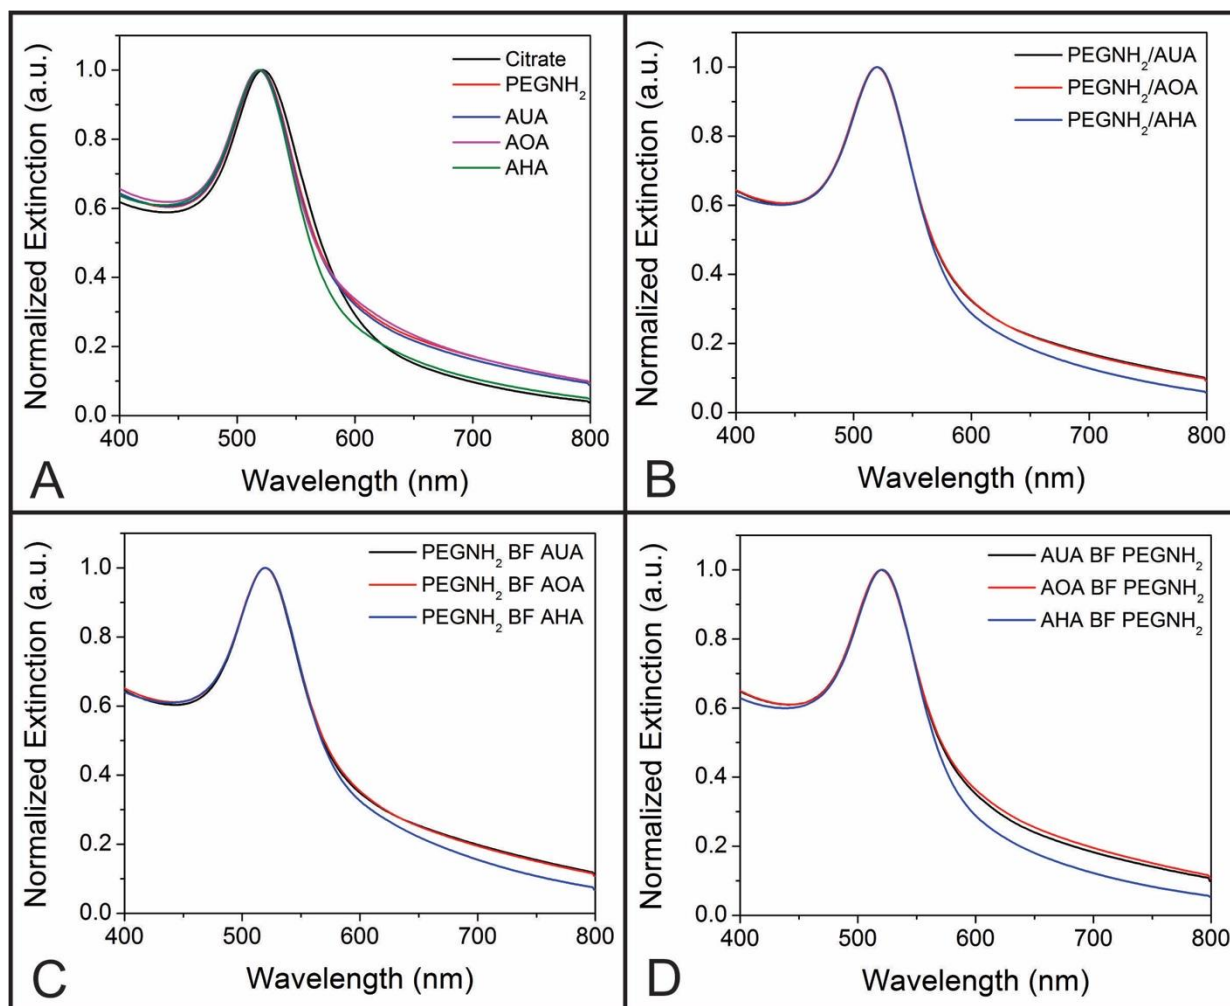 Normalized Extinction (a.u.)
1.0
0.8
0.6
0.4
0.2
0.0
400
500
600
700
800
Wavelength (nm)
Citrate
PEGNH₂
AUA
AOA
AHA
A
Normalized Extinction (a.u.)
1.0
0.8
0.6
0.4
0.2
0.0
400
500
600
700
800
Wavelength (nm)
PEGNH₂/AUA
PEGNH₂/AOA
PEGNH₂/AHA
B
Normalized Extinction (a.u.)
1.0
0.8
0.6
0.4
0.2
0.0
400
500
600
700
800
Wavelength (nm)
PEGNH₂ BF AUA
PEGNH₂ BF AOA
PEGNH₂ BF AHA
C
Normalized Extinction (a.u.)
1.0
0.8
0.6
0.4
0.2
0.0
400
500
600
700
800
Wavelength (nm)
AUA BF PEGNH₂
AOA BF PEGNH₂
AHA BF PEGNH₂
D